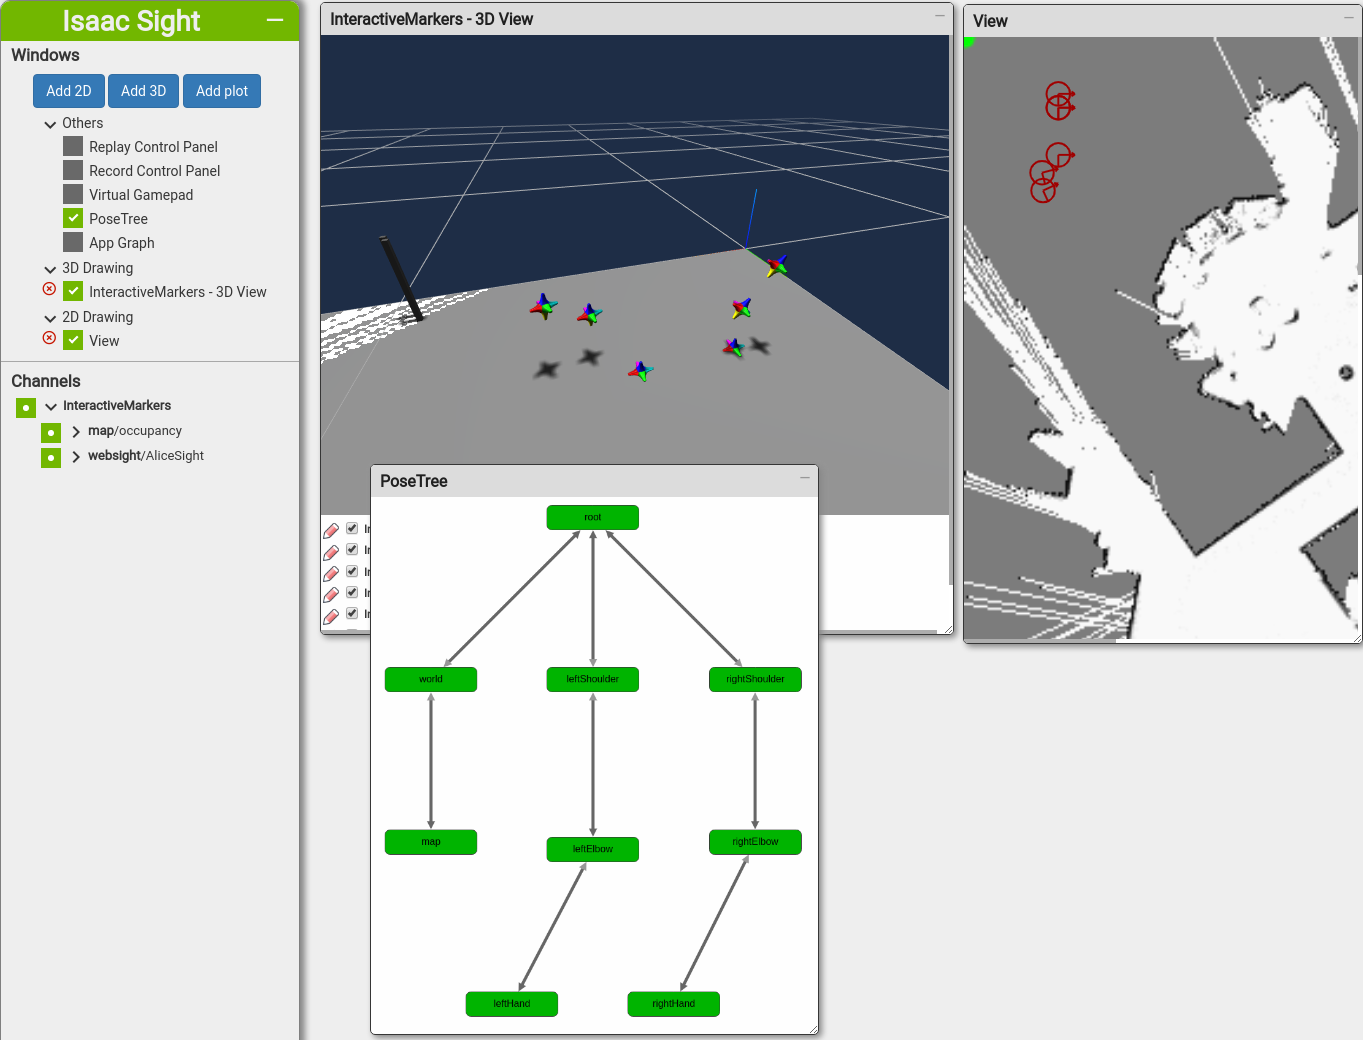 Isaac Sight
Windows
Add 2D
Add 3D
Add plot
Others
Replay Control Panel
Record Control Panel
Virtual Gamepad
PoseTree
App Graph
3D Drawing
InteractiveMarkers - 3D View
2D Drawing
View
Channels
InteractiveMarkers
map/occupancy
websight/AliceSight
InteractiveMarkers - 3D View
PoseTree
root
world
leftShoulder
rightShoulder
map
leftElbow
rightElbow
leftHand
rightHand
View